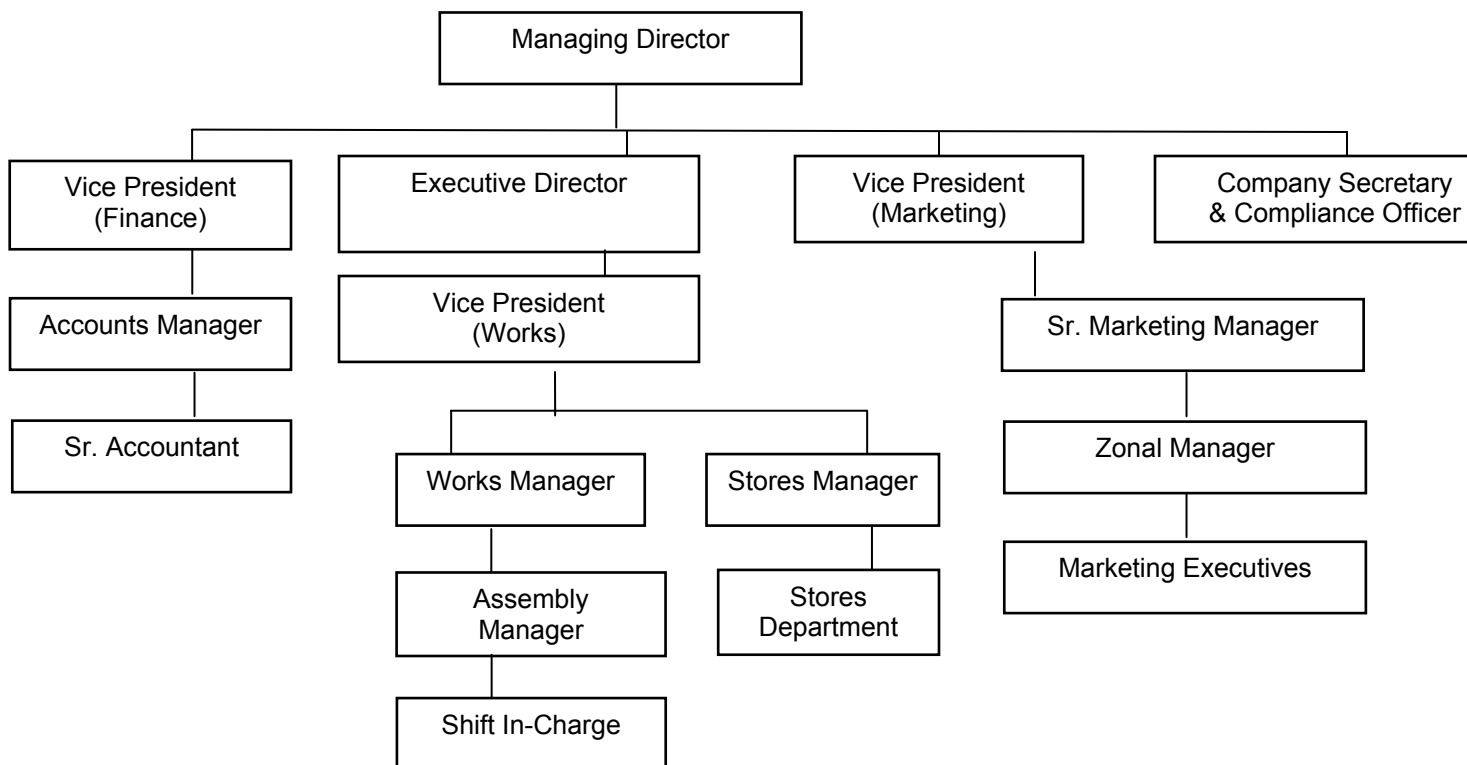 Managing Director
Vice President
(Finance)
Executive Director
Vice President
(Marketing)
Company Secretary
& Compliance Officer
Accounts Manager
Vice President
(Works)
Sr. Marketing Manager
Sr. Accountant
Works Manager
Stores Manager
Zonal Manager
Assembly
Manager
Stores
Department
Marketing Executives
Shift In-Charge